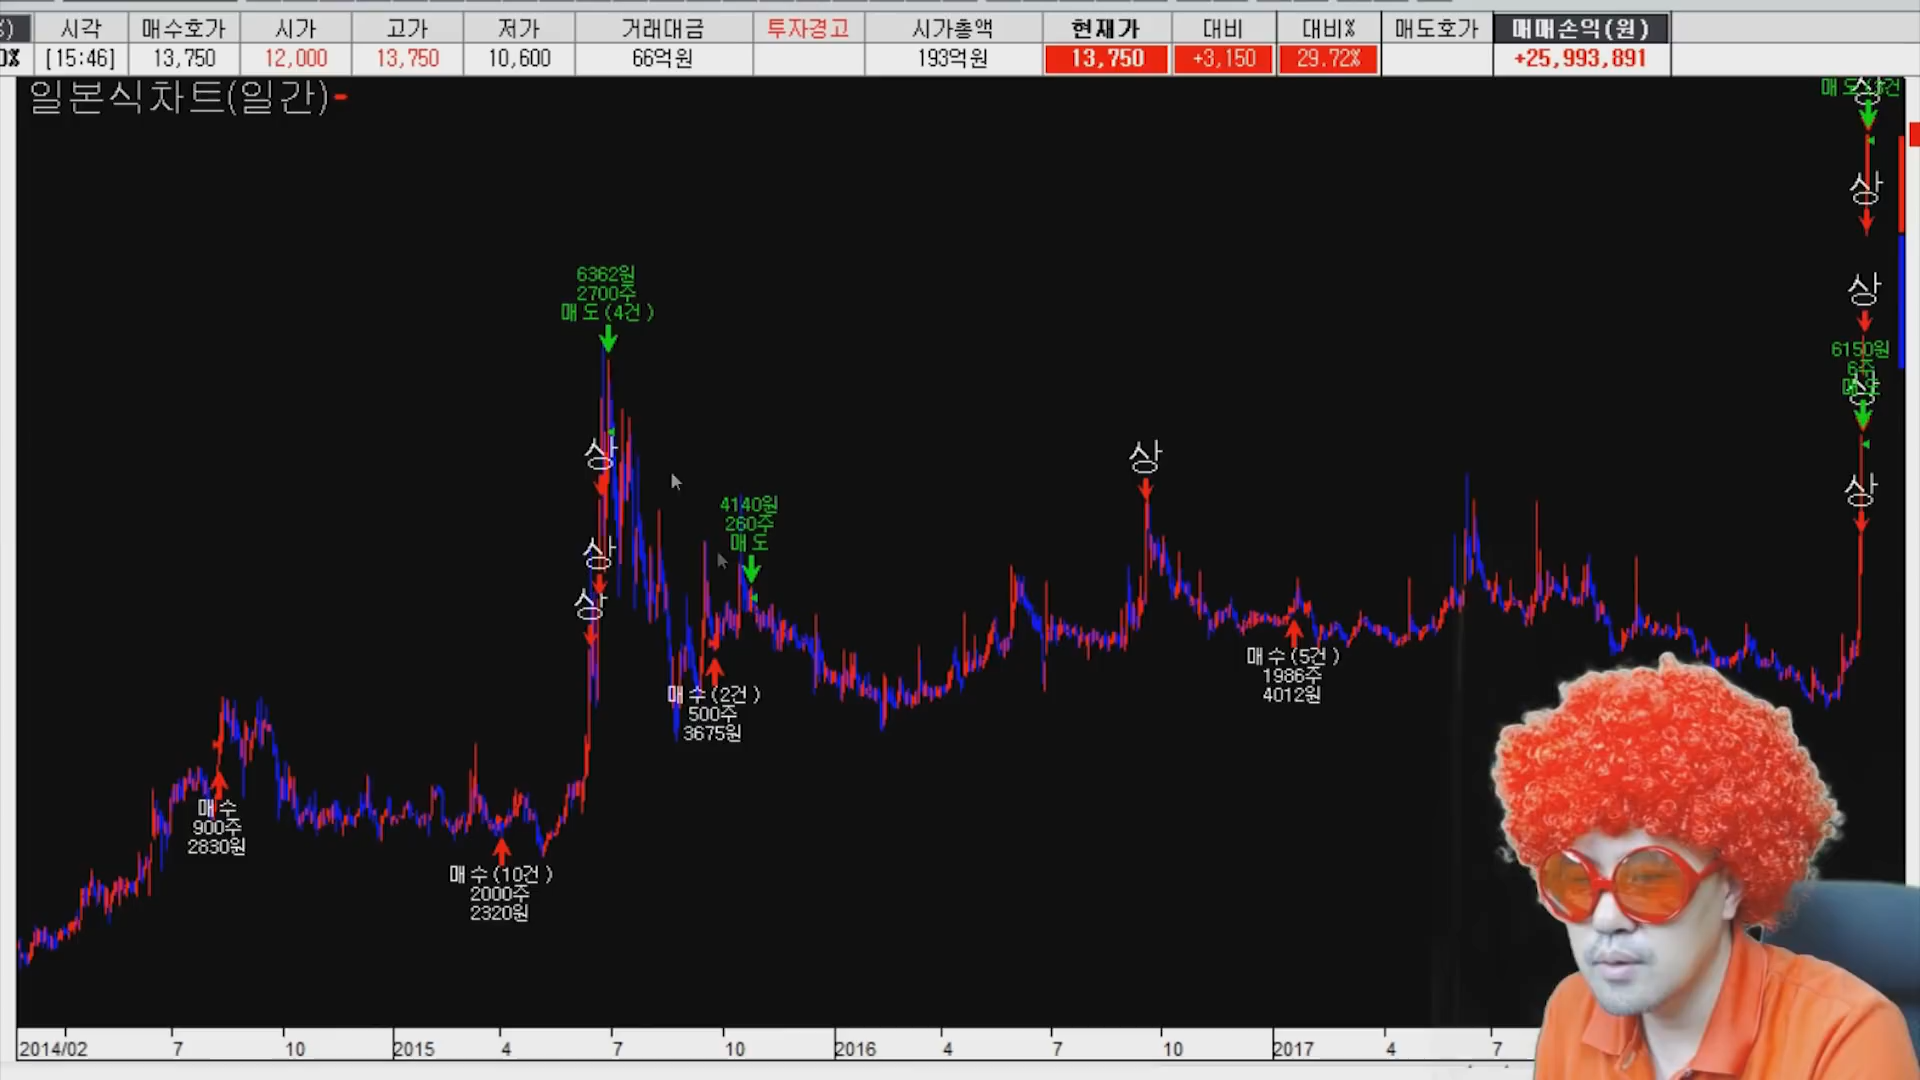 시각 매수호가 시가 고가 저가 거래대금 투자경고 시가총액 현재가 대비 대비% 매도호가 매매손익(원)
0% [15:46] 13,750 12,000 13,750 10,600 66억원 193억원 13,750 +3,150 29.72% +25,993,891
일본식차트(일간)
상
상
상
6150원
6주
매도
상
상
6362원
2700주
매도(4건)
상
상
상
4140원
260주
매도
상
매수(2건)
500주
3675원
매수(5건)
1986주
4012원
매수
900주
2830원
매수(10건)
2000주
2320원
2014/02 7 10 2015 4 7 10 2016 4 7 10 2017 4 7